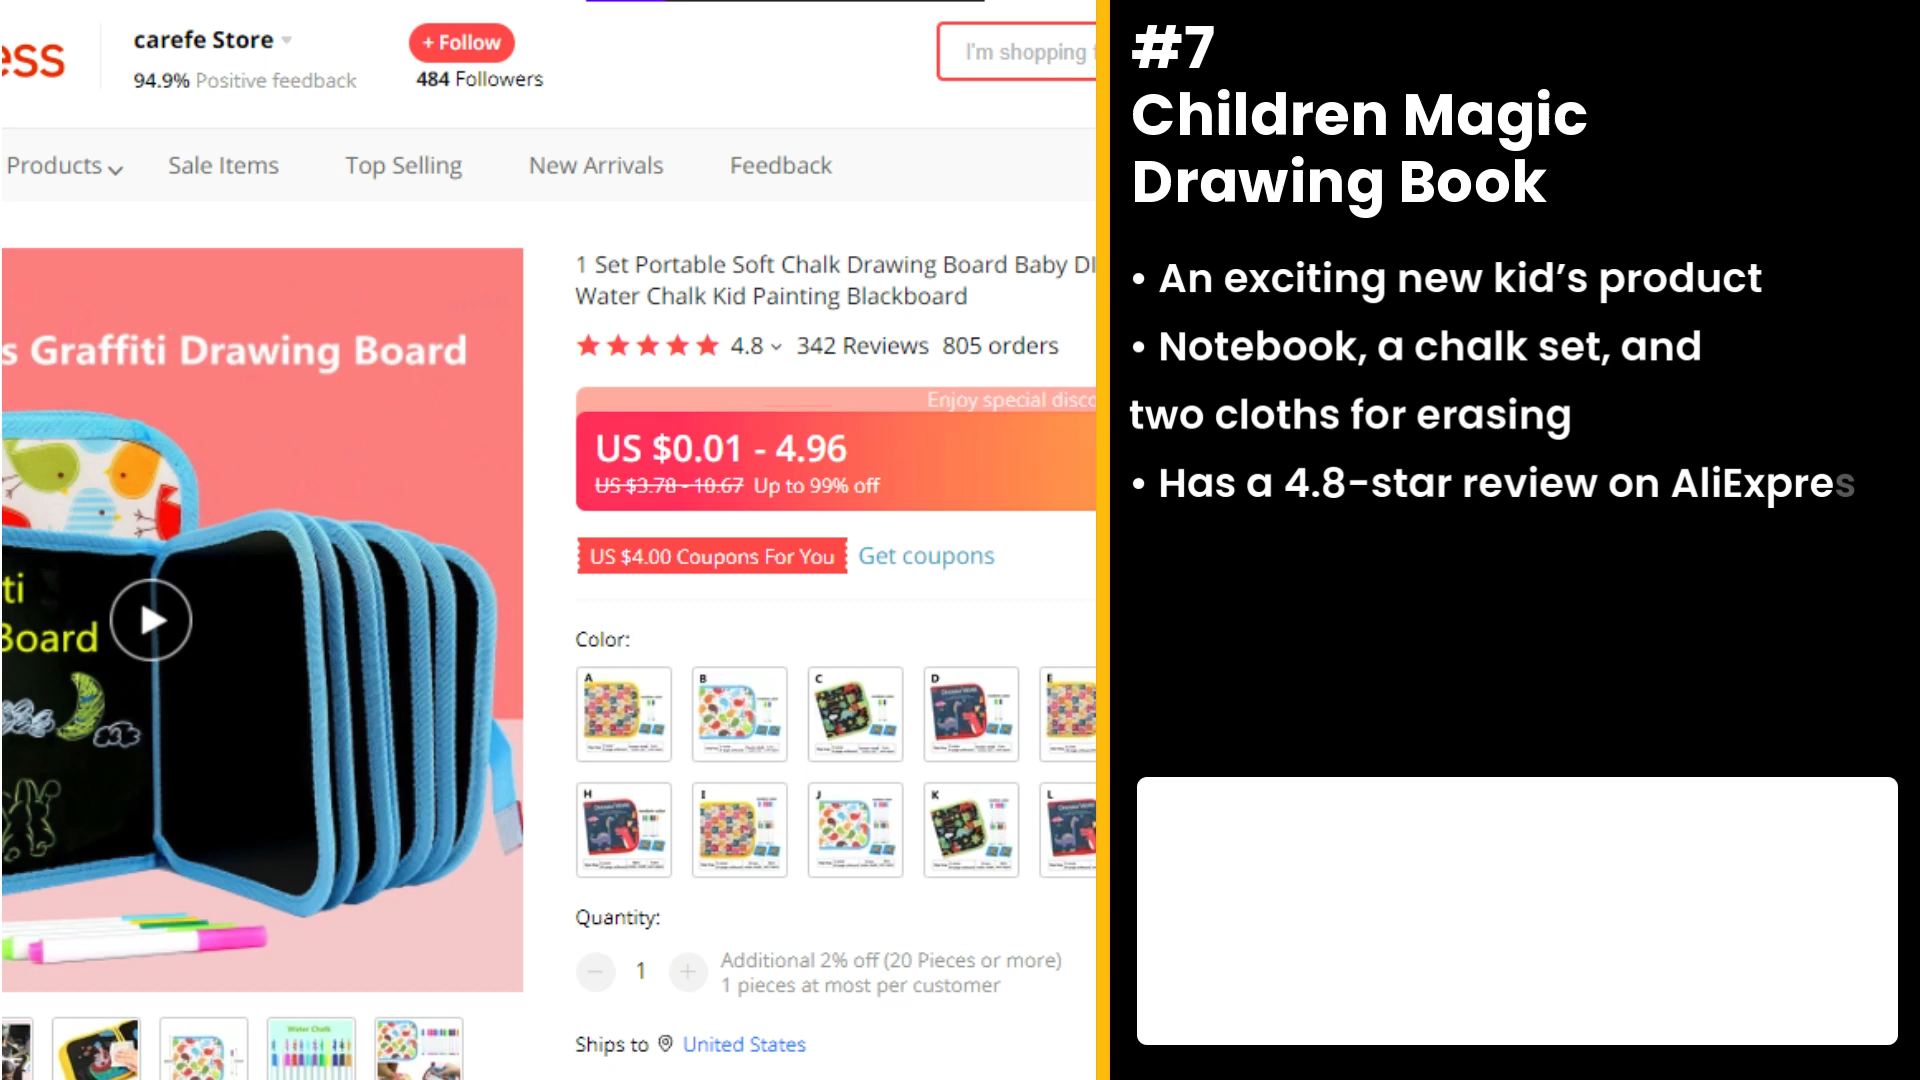 ess
carefe Store
+ Follow
94.9% Positive feedback
484 Followers
I'm shopping
Products
Sale Items
Top Selling
New Arrivals
Feedback
s Graffiti Drawing Board
ti
Board
Water Chalk
1 Set Portable Soft Chalk Drawing Board Baby DI
Water Chalk Kid Painting Blackboard
4.8
342 Reviews
805 orders
Enjoy special disco
US $0.01 - 4.96
US $3.78 - 10.67 Up to 99% off
US $4.00 Coupons For You
Get coupons
Color:
A
B
C
D
E
H
I
J
K
L
Quantity:
1
Additional 2% off (20 Pieces or more)
1 pieces at most per customer
Ships to
United States
#7
Children Magic
Drawing Book
• An exciting new kid's product
• Notebook, a chalk set, and
two cloths for erasing
• Has a 4.8-star review on AliExpres